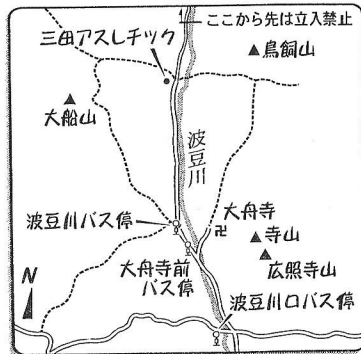 ここから先は立入禁止
三田アスレチック
鳥飼山
大船山
波豆川
大舟寺
波豆川バス停
卍
寺山
大舟寺前
バス停
広照寺山
N
波豆川口バス停